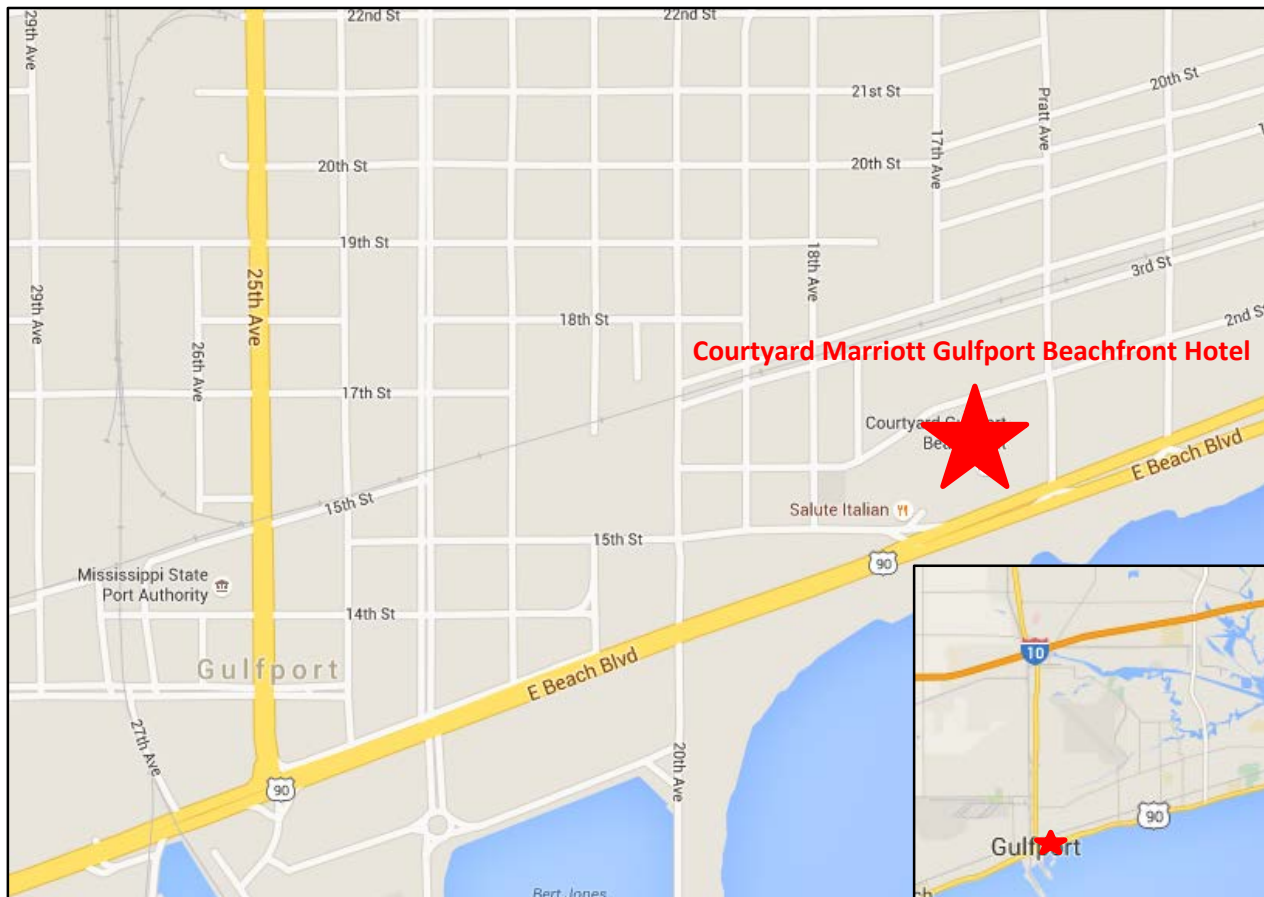 22nd St
22nd St
29th Ave
20th St
21st St
Pratt Ave
17th Ave
20th St
20th St
19th St
18th Ave
25th Ave
3rd St
29th Ave
2nd St
18th St
26th Ave
Courtyard Marriott Gulfport Beachfront Hotel
17th St
E Beach Blvd
15th St
Salute Italian
15th St
90
Mississippi State
Port Authority
14th St
E Beach Blvd
Gulfport
27th Ave
20th Ave
90
Bert Jones
10
90
Gulfport